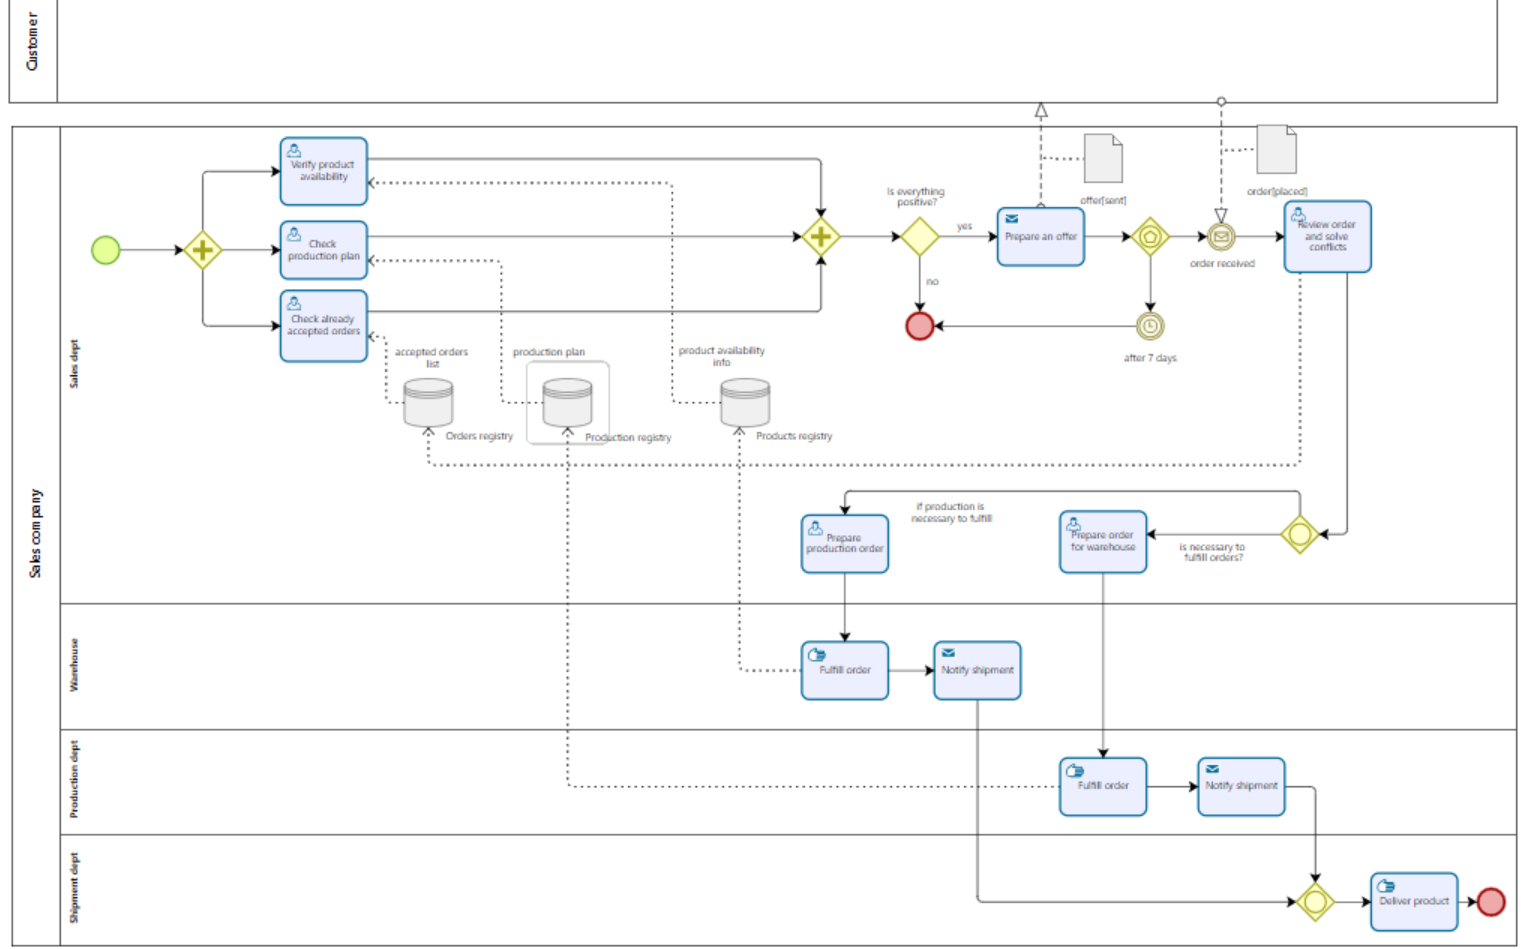 Customer
Sales company
Sales dept
Verify product
availability
Check
production plan
Check already
accepted orders
Is everything
positive?
yes
no
Prepare an offer
offer[sent]
order[placed]
order received
Review order
and solve
conflicts
after 7 days
accepted orders
list
production plan
product availability
info
Orders registry
Production registry
Products registry
if production is
necessary to fulfill
Prepare
production order
Prepare order
for warehouse
is necessary to
fulfill orders?
Warehouse
Fulfill order
Notify shipment
Production dept
Fulfill order
Notify shipment
Shipment dept
Deliver product